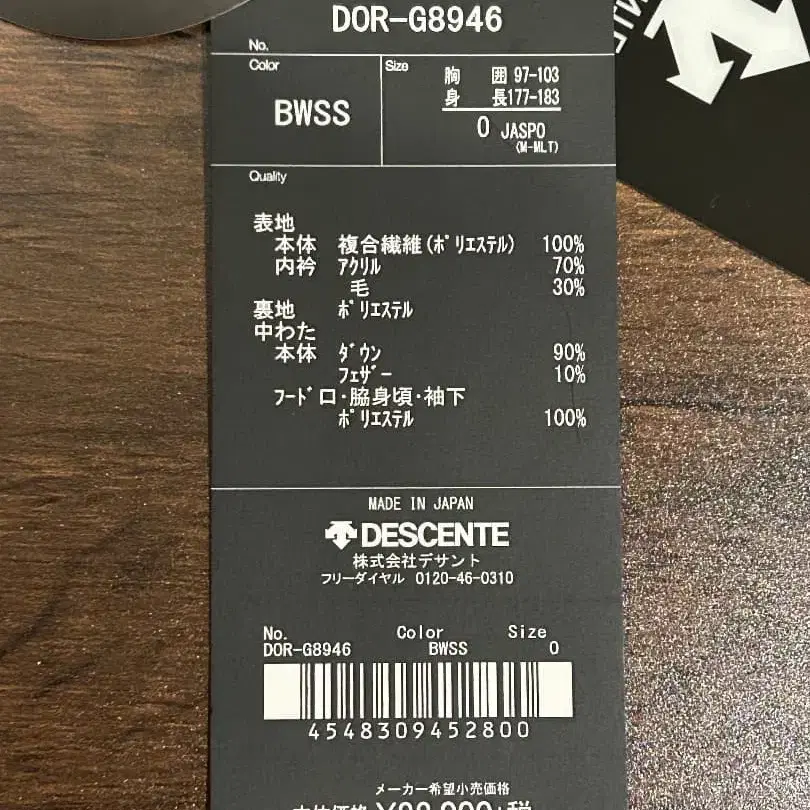 No. DOR-G8946
Color Size
BWSS
胸 囲 97-103
身 長177-183
0 JASPO
(M-MLT)
Quality
表地
本体 複合繊維(ﾎﾟﾘｴｽﾃﾙ) 100%
内衿 ｱｸﾘﾙ 70%
毛 30%
裏地 ﾎﾟﾘｴｽﾃﾙ
中わた
本体 ﾀﾞｳﾝ 90%
ﾌｪｻﾞｰ 10%
ﾌｰﾄﾞ口・脇身頃・袖下
ﾎﾟﾘｴｽﾃﾙ 100%
MADE IN JAPAN
DESCENTE
株式会社デサント
フリーダイヤル 0120-46-0310
No. Color Size
DOR-G8946 BWSS 0
4548309452800
メーカー希望小売価格